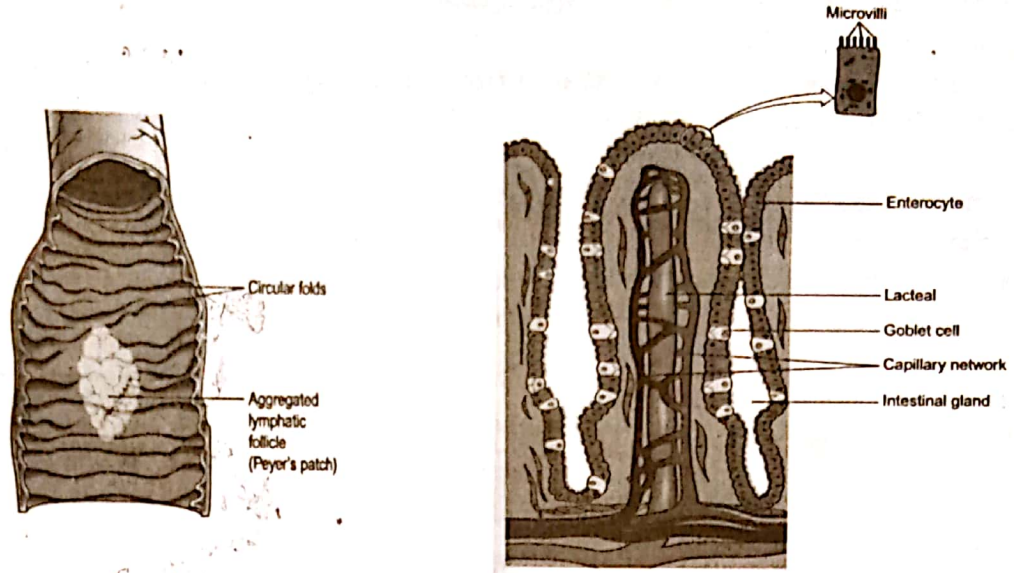 Microvilli
Enterocyte
Circular folds
Lacteal
Goblet cell
Capillary network
Aggregated
lymphatic
follicle
(Peyer's patch)
Intestinal gland